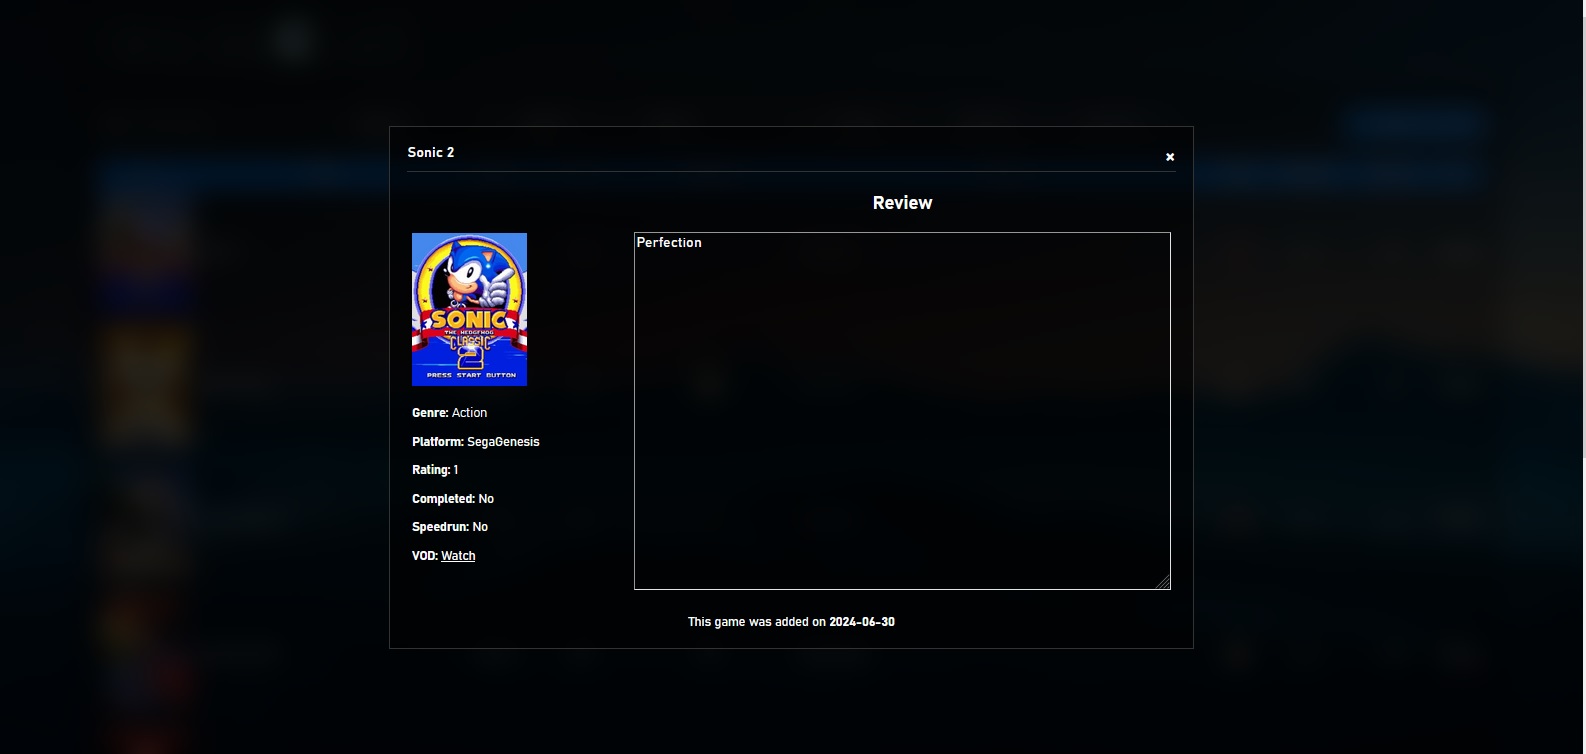 Sonic 2
×
Review
Perfection
SONIC
THE HEDGEHOG
CLASSIC
2
PRESS START BUTTON
Genre: Action
Platform: SegaGenesis
Rating: 1
Completed: No
Speedrun: No
VOD: Watch
This game was added on 2024-06-30